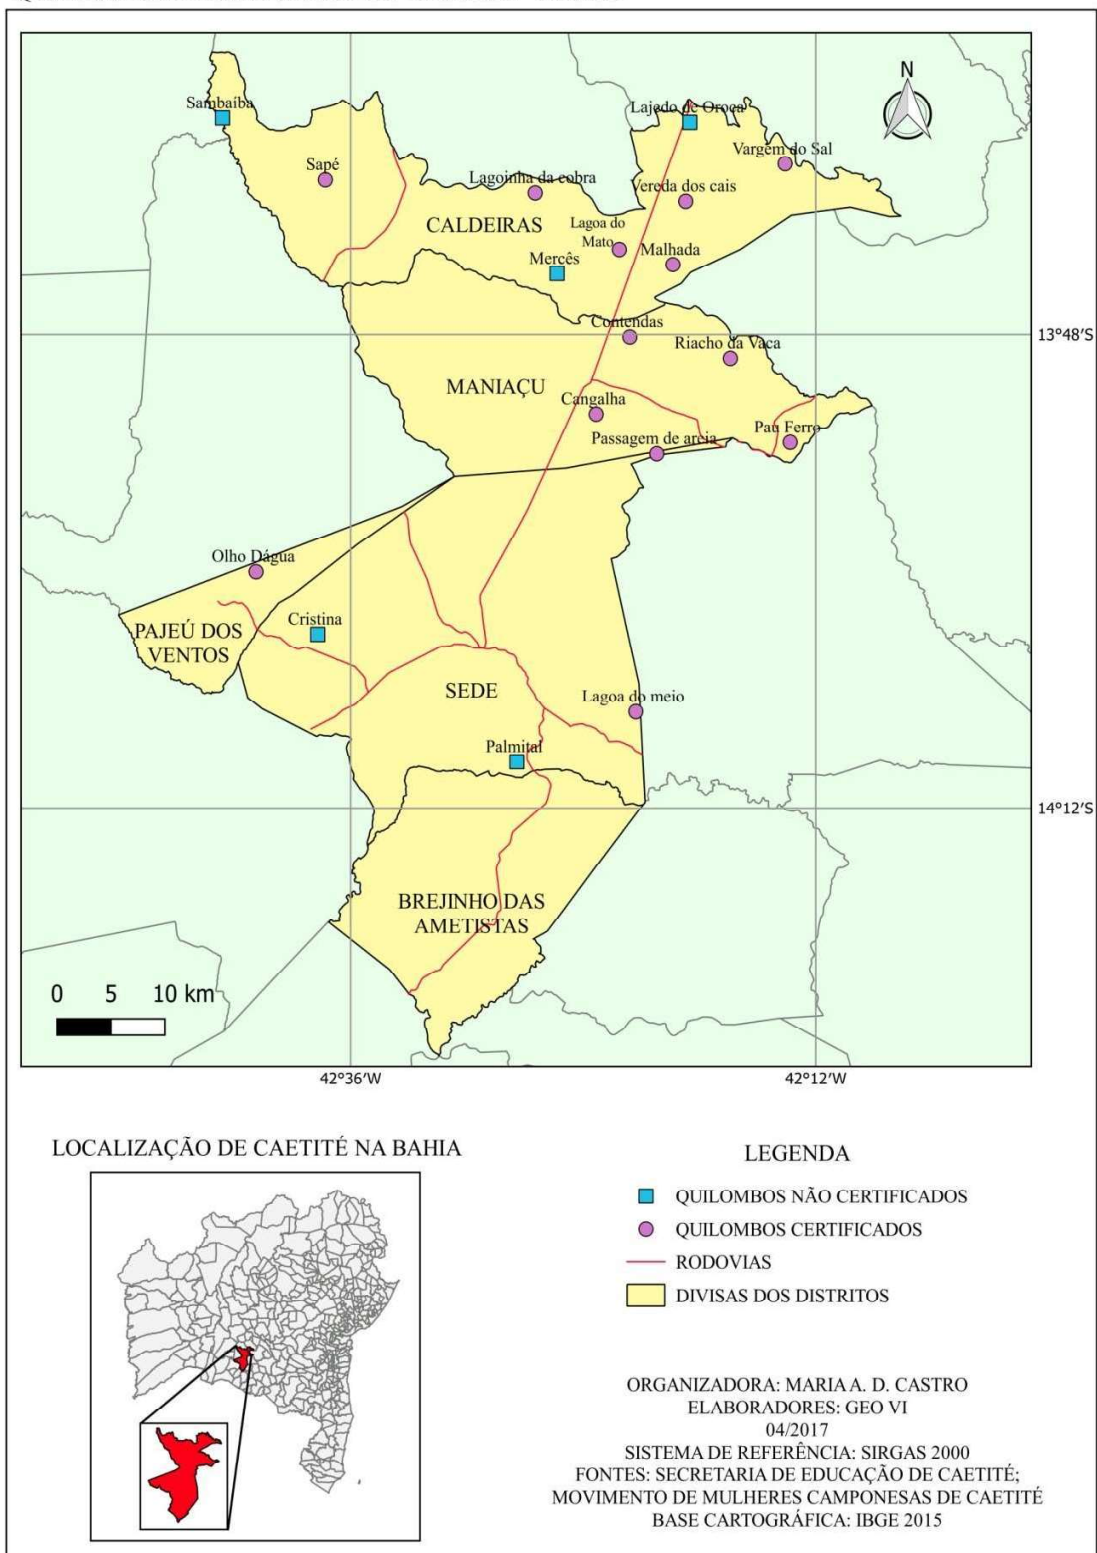 N
Sambaíba
Lajedo de Oroca
Vargem do Sal
Sapé
Lagoinha da cobra
Vereda dos cais
CALDEIRAS
Lagoa do
Mato
Malhada
Mercês
Contendas
13°48'S
Riacho da Vaca
MANIAÇU
Cangalha
Pau Ferro
Passagem de areia
Olho Dágua
Cristina
PAJEÚ DOS
VENTOS
SEDE
Lagoa do meio
Palmital
14°12'S
BREJINHO DAS
AMETISTAS
0 5 10 km
42°36'W
42°12'W
LOCALIZAÇÃO DE CAETITÉ NA BAHIA
LEGENDA
QUILOMBOS NÃO CERTIFICADOS
QUILOMBOS CERTIFICADOS
RODOVIAS
DIVISAS DOS DISTRITOS
ORGANIZADORA: MARIA A. D. CASTRO
ELABORADORES: GEO VI
04/2017
SISTEMA DE REFERÊNCIA: SIRGAS 2000
FONTES: SECRETARIA DE EDUCAÇÃO DE CAETITÉ;
MOVIMENTO DE MULHERES CAMPONESAS DE CAETITÉ
BASE CARTOGRÁFICA: IBGE 2015